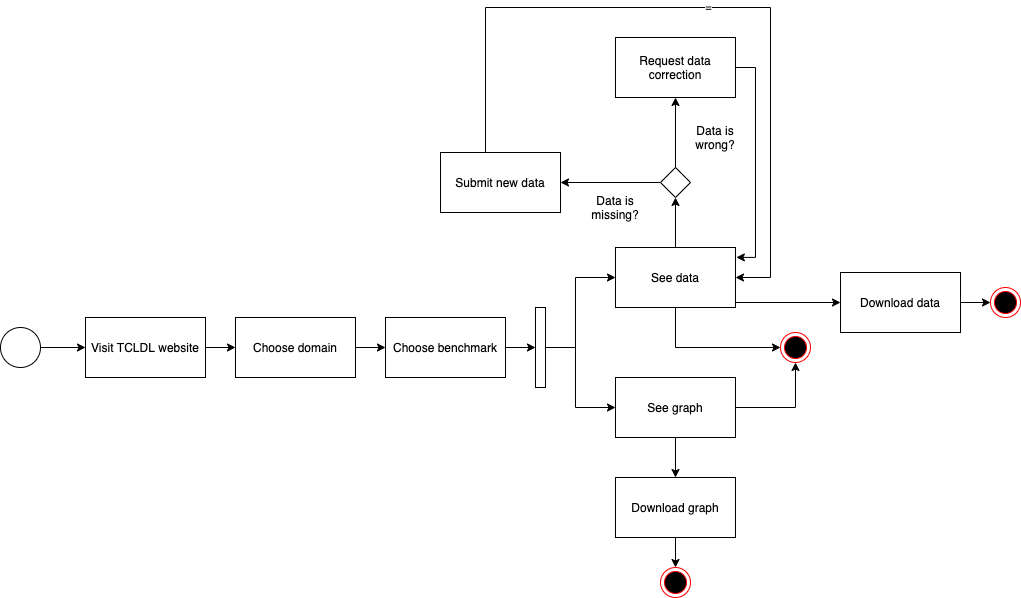 =
Request data
correction
Data is
wrong?
Submit new data
Data is
missing?
See data
Download data
Visit TCLDL website
Choose domain
Choose benchmark
See graph
Download graph